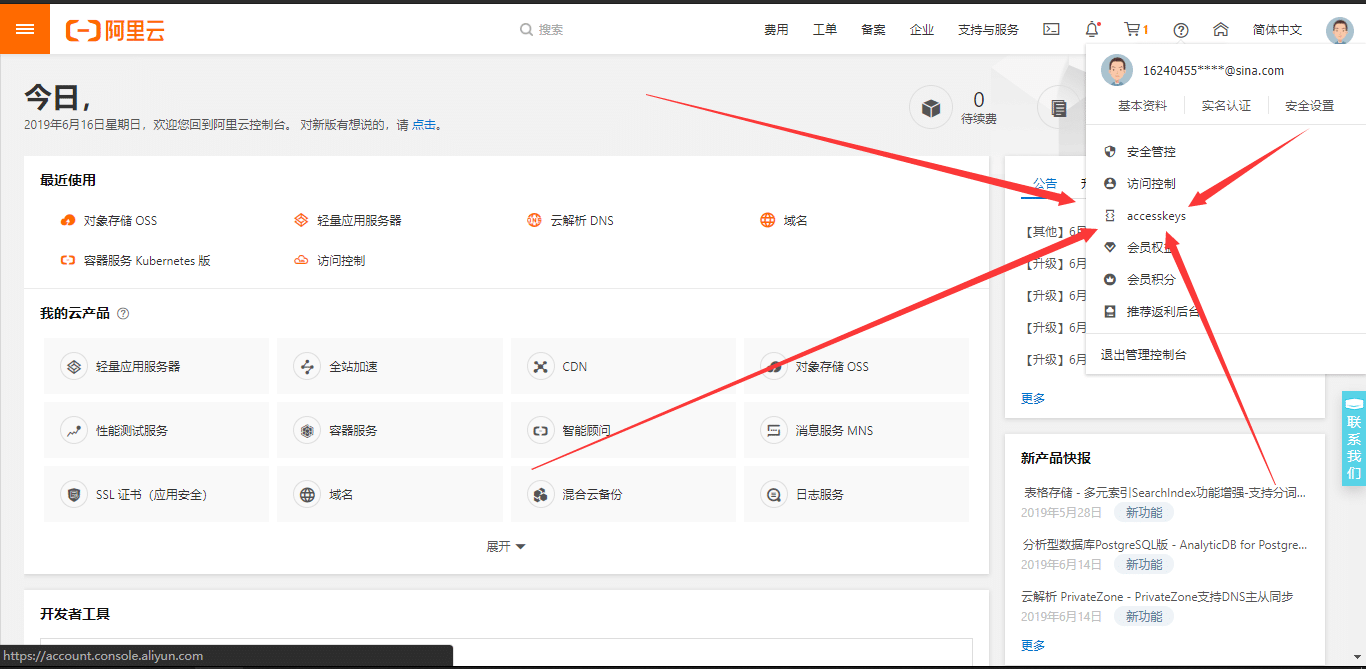 阿里云
搜索
费用
工单
备案
企业
支持与服务
1
简体中文
今日,
2019年6月16日星期日，欢迎您回到阿里云控制台。 对新版有想说的，请 点击。
0
待续费
16240455****@sina.com
基本资料
实名认证
安全设置
安全管控
访问控制
accesskeys
会员权益
会员积分
推荐返利后台
退出管理控制台
最近使用
对象存储 OSS
轻量应用服务器
云解析 DNS
域名
容器服务 Kubernetes 版
访问控制
我的云产品
轻量应用服务器
全站加速
CDN
对象存储 OSS
性能测试服务
容器服务
智能顾问
消息服务 MNS
SSL 证书（应用安全）
域名
混合云备份
日志服务
展开
公告
【其他】6月
【升级】6月
【升级】6月
【升级】6月
【升级】6月
更多
联系我们
新产品快报
表格存储 - 多元索引SearchIndex功能增强-支持分词...
2019年5月28日 新功能
分析型数据库PostgreSQL版 - AnalyticDB for Postgre...
2019年6月14日 新功能
云解析 PrivateZone - PrivateZone支持DNS主从同步
2019年6月14日 新功能
更多
开发者工具
https://account.console.aliyun.com